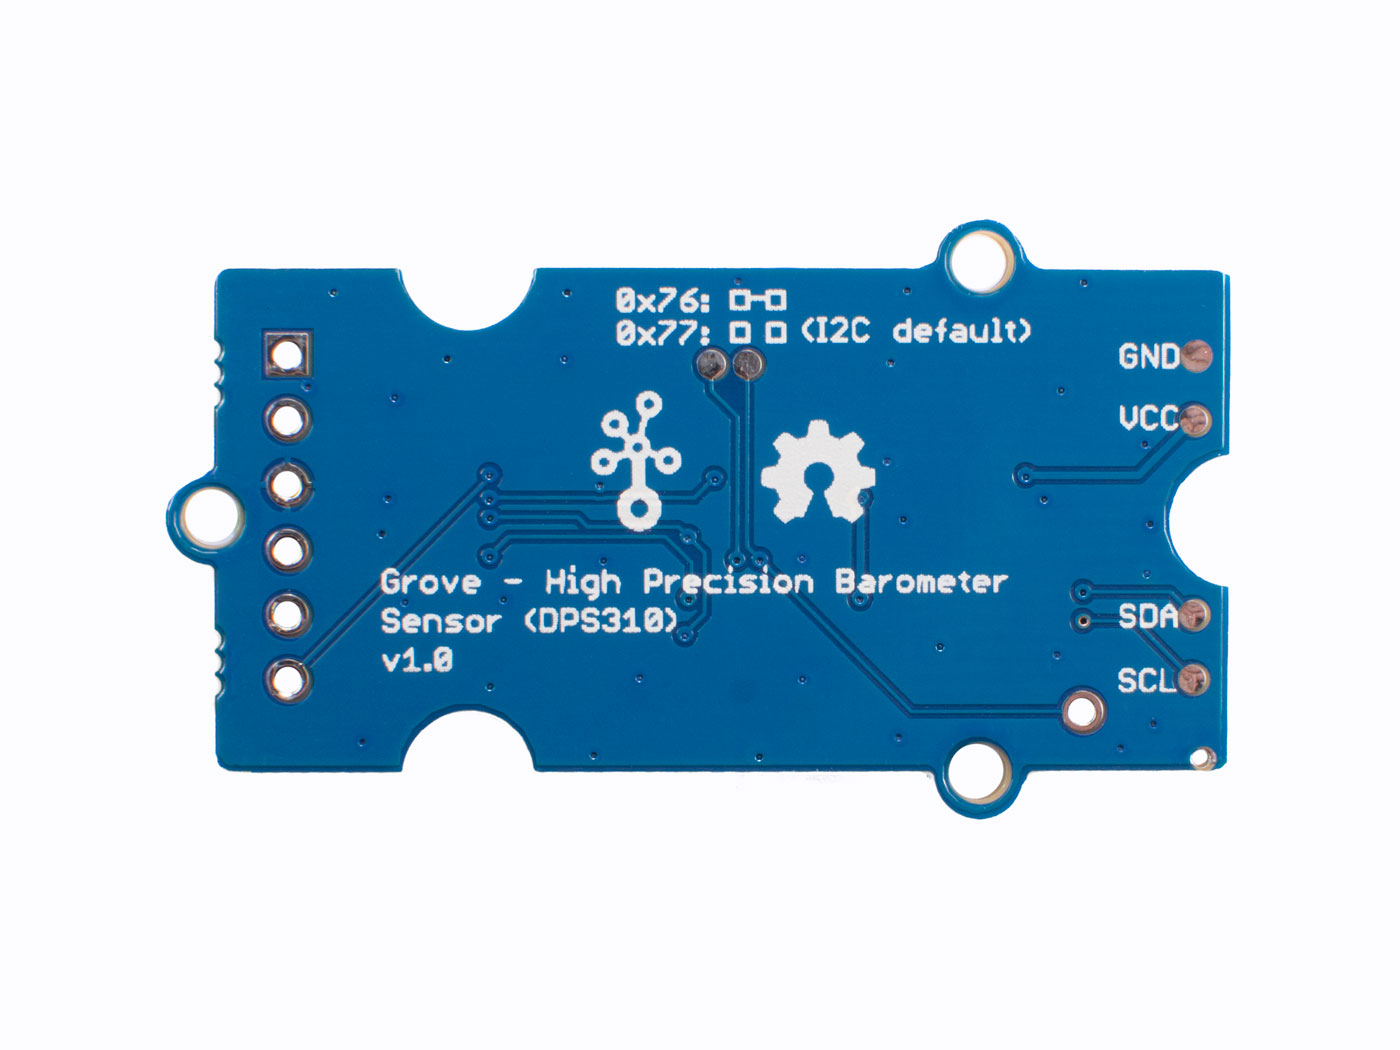 0x76:
0x77: (I2C default)
GND
VCC
Grove - High Precision Barometer
Sensor (DPS310)
v1.0
SDA
SCL